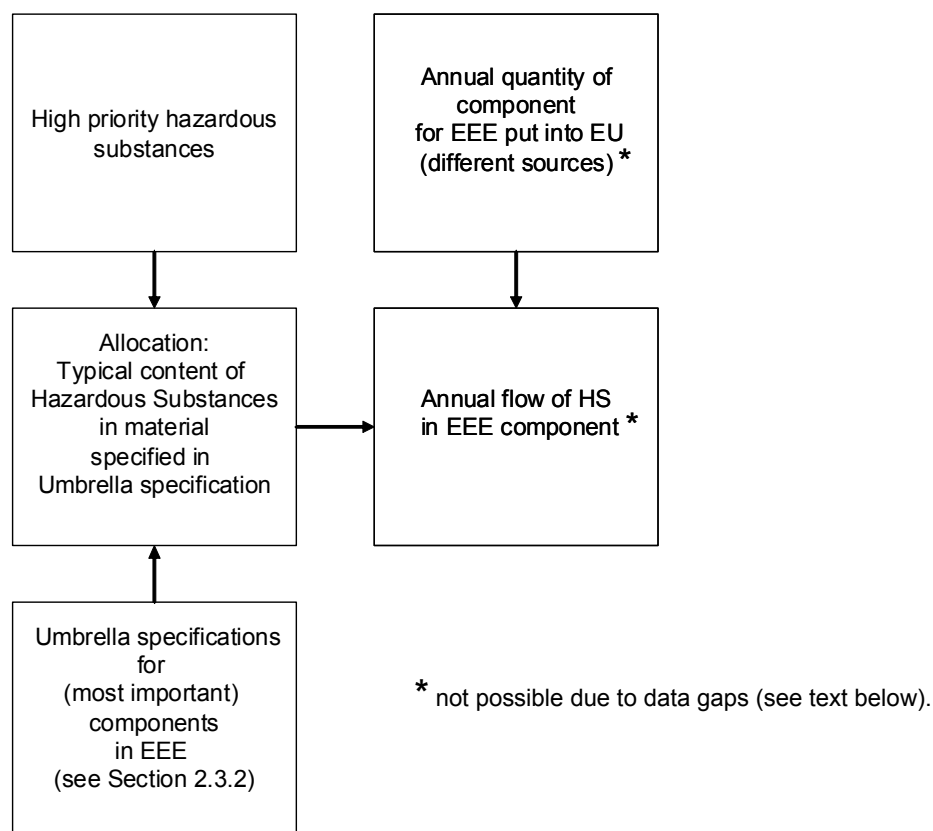 High priority hazardous
substances
Annual quantity of
component
for EEE put into EU
(different sources) *
Allocation:
Typical content of
Hazardous Substances
in material
specified in
Umbrella specification
Annual flow of HS
in EEE component *
Umbrella specifications
for
(most important)
components
in EEE
(see Section 2.3.2)
* not possible due to data gaps (see text below).